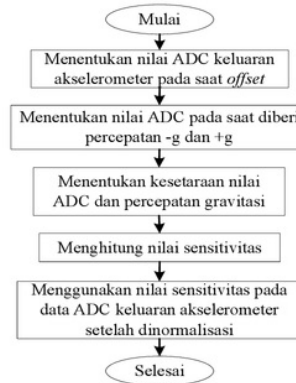 Mulai
Menentukan nilai ADC keluaran
akselerometer pada saat offset
Menentukan nilai ADC pada saat diberi
percepatan -g dan +g
Menentukan kesetaraan nilai
ADC dan percepatan gravitasi
Menghitung nilai sensitivitas
Menggunakan nilai sensitivitas pada
data ADC keluaran akselerometer
setelah dinormalisasi
Selesai